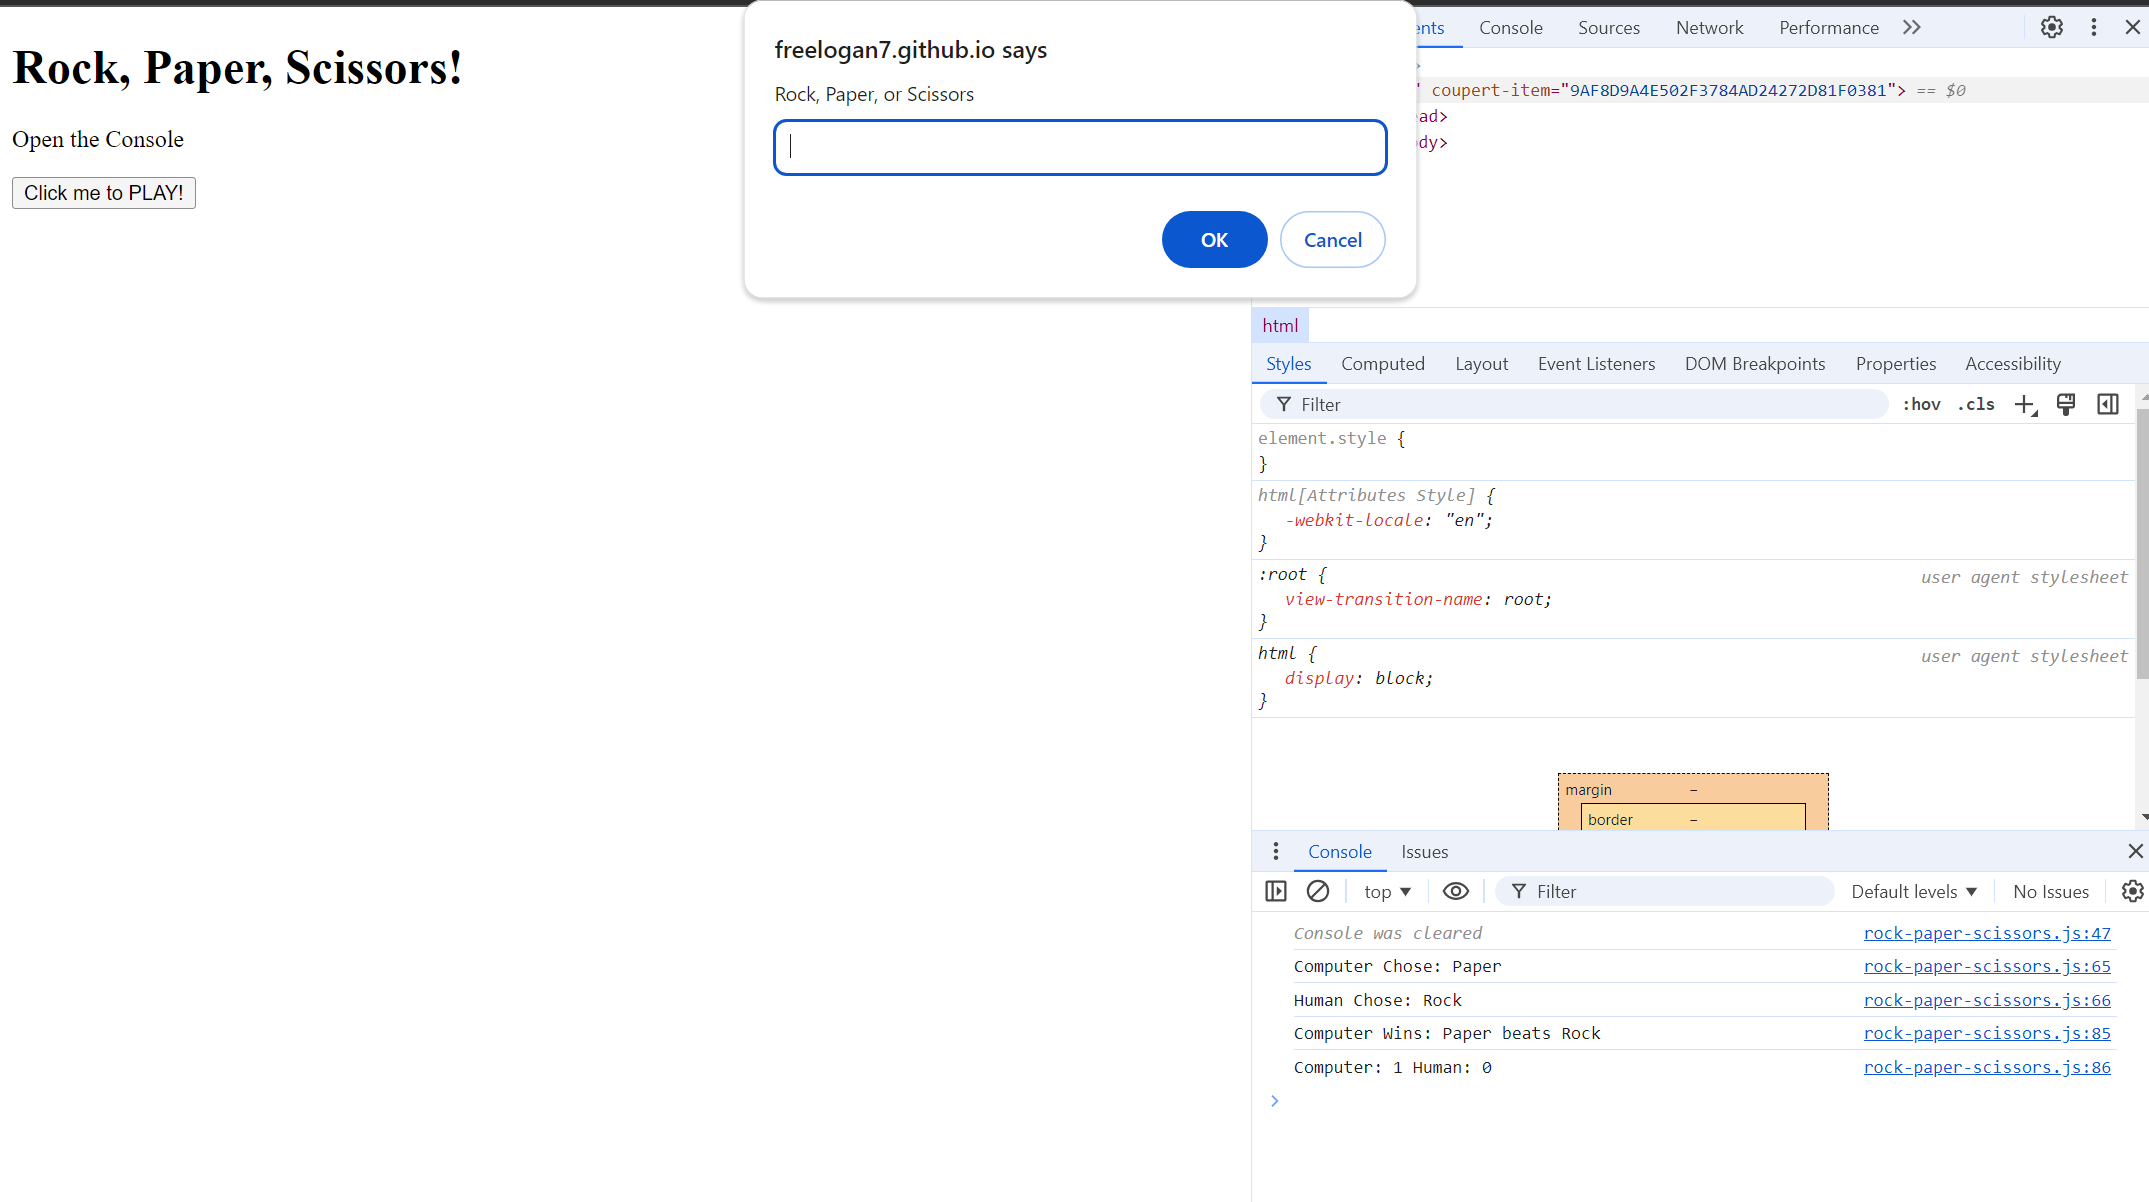 Rock, Paper, Scissors!
Open the Console
Click me to PLAY!
freelogan7.github.io says
Rock, Paper, or Scissors
OK
Cancel
Console
Sources
Network
Performance
coupert-item="9AF8D9A4E502F3784AD24272D81F0381"> == $0
html
Styles
Computed
Layout
Event Listeners
DOM Breakpoints
Properties
Accessibility
Filter
:hov
.cls
element.style {
}
html[Attributes Style] {
-webkit-locale: "en";
}
:root {
user agent stylesheet
view-transition-name: root;
}
html {
user agent stylesheet
display: block;
}
margin
–
border
–
Console
Issues
top
Filter
Default levels
No Issues
Console was cleared
rock-paper-scissors.js:47
Computer Chose: Paper
rock-paper-scissors.js:65
Human Chose: Rock
rock-paper-scissors.js:66
Computer Wins: Paper beats Rock
rock-paper-scissors.js:85
Computer: 1 Human: 0
rock-paper-scissors.js:86